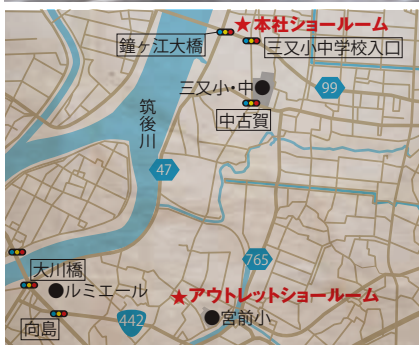 ★本社ショールーム
鐘ヶ江大橋
三又小中学校入口
三又小・中
99
中古賀
筑後川
47
765
大川橋
ルミエール
★アウトレットショールーム
442
宮前小
向島